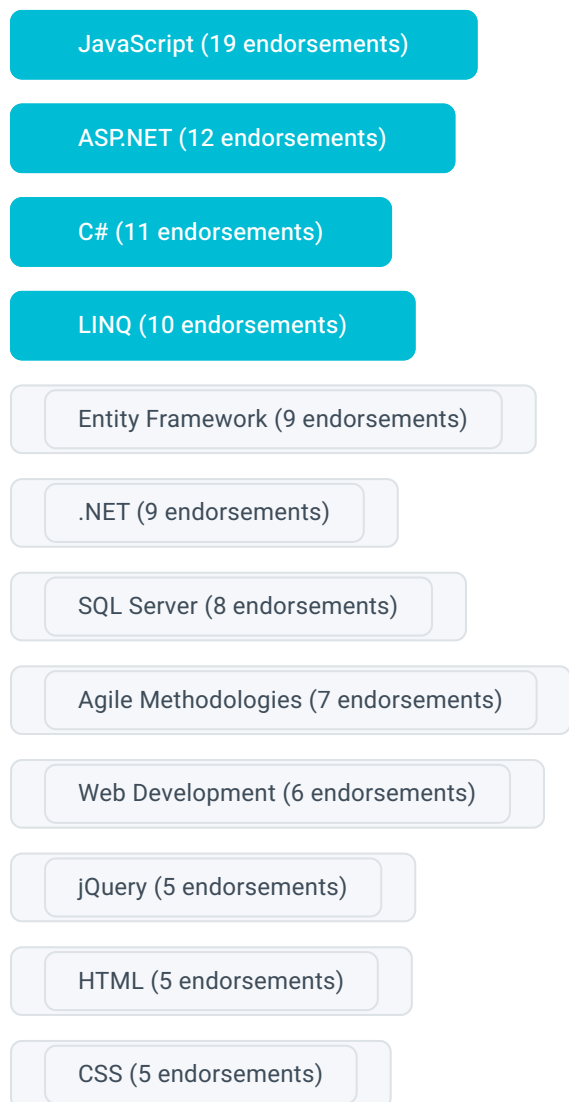 JavaScript (19 endorsements)
ASP.NET (12 endorsements)
C# (11 endorsements)
LINQ (10 endorsements)
Entity Framework (9 endorsements)
.NET (9 endorsements)
SQL Server (8 endorsements)
Agile Methodologies (7 endorsements)
Web Development (6 endorsements)
jQuery (5 endorsements)
HTML (5 endorsements)
CSS (5 endorsements)